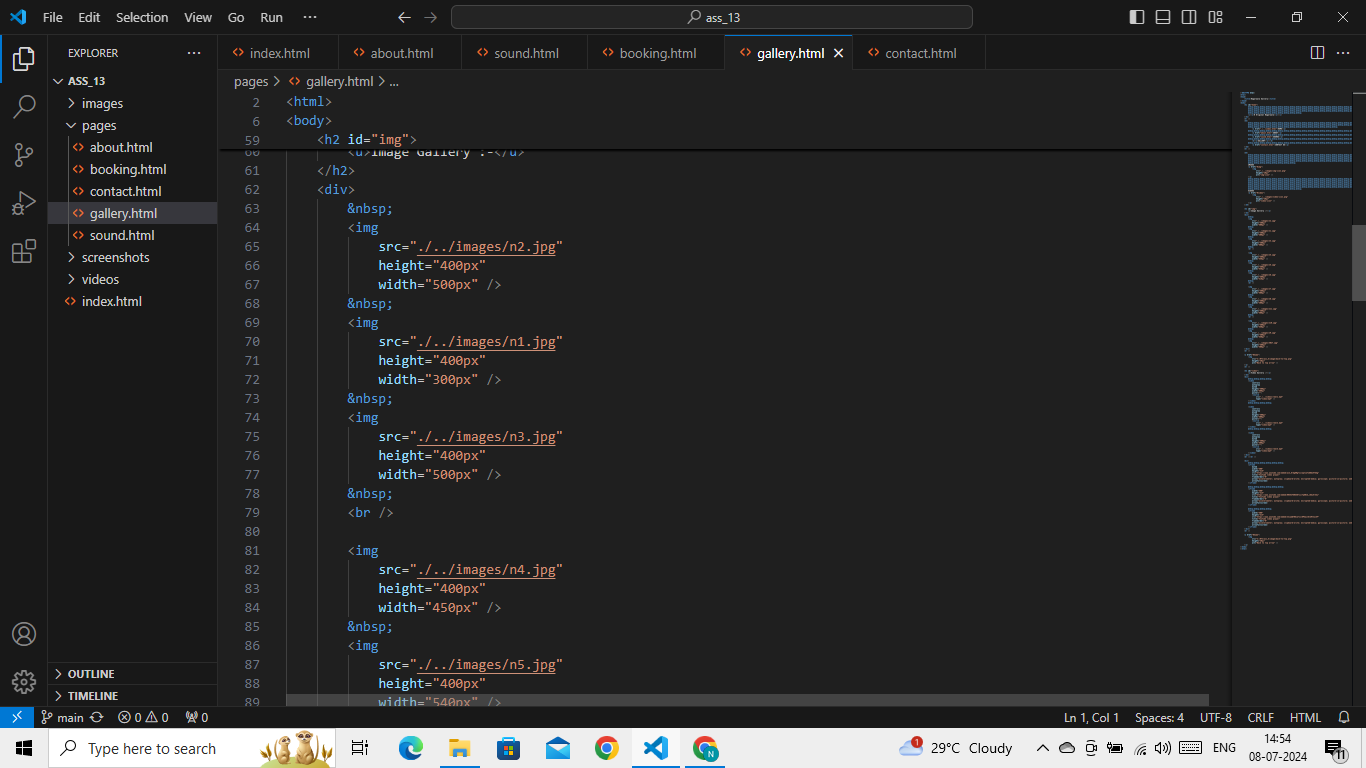 File Edit Selection View Go Run ··· ass_13
EXPLORER ···
index.html about.html sound.html booking.html gallery.html contact.html ···
ASS_13
images
pages
about.html
booking.html
contact.html
gallery.html
sound.html
screenshots
videos
index.html
OUTLINE
TIMELINE
pages > gallery.html > ...
2 <html>
6 <body>
59 <h2 id="img">
60 <u>Image Gallery :-</u>
61 </h2>
62 <div>
63 &nbsp;
64 <img
65 src="./../images/n2.jpg"
66 height="400px"
67 width="500px" />
68 &nbsp;
69 <img
70 src="./../images/n1.jpg"
71 height="400px"
72 width="300px" />
73 &nbsp;
74 <img
75 src="./../images/n3.jpg"
76 height="400px"
77 width="500px" />
78 &nbsp;
79 <br />
80
81 <img
82 src="./../images/n4.jpg"
83 height="400px"
84 width="450px" />
85 &nbsp;
86 <img
87 src="./../images/n5.jpg"
88 height="400px"
89 width="540px" />
main 0 0 0 Ln 1, Col 1 Spaces: 4 UTF-8 CRLF HTML
Type here to search 1 29°C Cloudy ENG 14:54
08-07-2024 11